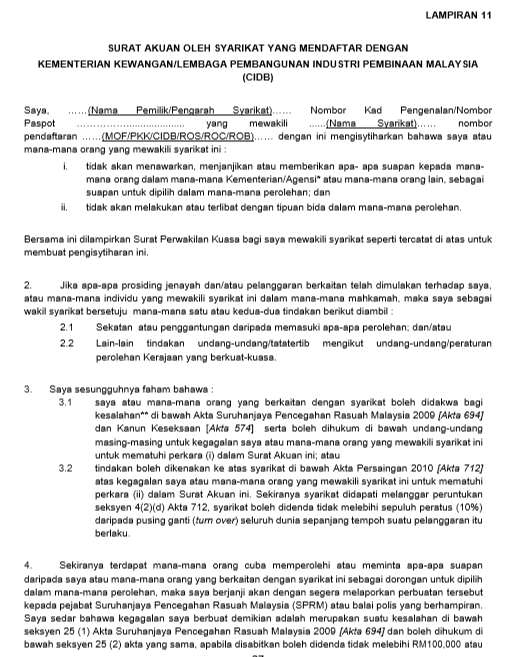 LAMPIRAN 11
SURAT AKUAN OLEH SYARIKAT YANG MENDAFTAR DENGAN
KEMENTERIAN KEWANGAN/LEMBAGA PEMBANGUNAN INDUSTRI PEMBINAAN MALAYSIA
(CIDB)
Saya, ……(Nama Pemilik/Pengarah Syarikat)…… Nombor Kad Pengenalan/Nombor
Paspot ……………………………… yang mewakili ……(Nama Syarikat)…… nombor
pendaftaran ……(MOF/PKK/CIDB/ROS/ROC/ROB)…… dengan ini mengisytiharkan bahawa saya atau
mana-mana orang yang mewakili syarikat ini :
i. tidak akan menawarkan, menjanjikan atau memberikan apa- apa suapan kepada mana-
mana orang dalam mana-mana Kementerian/Agensi* atau mana-mana orang lain, sebagai
suapan untuk dipilih dalam mana-mana perolehan; dan
ii. tidak akan melakukan atau terlibat dengan tipuan bida dalam mana-mana perolehan.
Bersama ini dilampirkan Surat Perwakilan Kuasa bagi saya mewakili syarikat seperti tercatat di atas untuk
membuat pengisytiharan ini.
2. Jika apa-apa prosiding jenayah dan/atau pelanggaran berkaitan telah dimulakan terhadap saya,
atau mana-mana individu yang mewakili syarikat ini dalam mana-mana mahkamah, maka saya sebagai
wakil syarikat bersetuju mana-mana satu atau kedua-dua tindakan berikut diambil :
2.1 Sekatan atau penggantungan daripada memasuki apa-apa perolehan; dan/atau
2.2 Lain-lain tindakan undang-undang/tatatertib mengikut undang-undang/peraturan
perolehan Kerajaan yang berkuat-kuasa.
3. Saya sesungguhnya faham bahawa :
3.1 saya atau mana-mana orang yang berkaitan dengan syarikat boleh didakwa bagi
kesalahan** di bawah Akta Suruhanjaya Pencegahan Rasuah Malaysia 2009 [Akta 694]
dan Kanun Keseksaan [Akta 574] serta boleh dihukum di bawah undang-undang
masing-masing untuk kegagalan saya atau mana-mana orang yang mewakili syarikat ini
untuk mematuhi perkara (i) dalam Surat Akuan ini; atau
3.2 tindakan boleh dikenakan ke atas syarikat di bawah Akta Persaingan 2010 [Akta 712]
atas kegagalan saya atau mana-mana orang yang mewakili syarikat ini untuk mematuhi
perkara (ii) dalam Surat Akuan ini. Sekiranya syarikat didapati melanggar peruntukan
seksyen 4(2)(d) Akta 712, syarikat boleh didenda tidak melebihi sepuluh peratus (10%)
daripada pusing ganti (turn over) seluruh dunia sepanjang tempoh suatu pelanggaran itu
berlaku.
4. Sekiranya terdapat mana-mana orang cuba memperolehi atau meminta apa-apa suapan
daripada saya atau mana-mana orang yang berkaitan dengan syarikat ini sebagai dorongan untuk dipilih
dalam mana-mana perolehan, maka saya berjanji akan dengan segera melaporkan perbuatan tersebut
kepada pejabat Suruhanjaya Pencegahan Rasuah Malaysia (SPRM) atau balai polis yang berhampiran.
Saya sedar bahawa kegagalan saya berbuat demikian adalah merupakan suatu kesalahan di bawah
seksyen 25 (1) Akta Suruhanjaya Pencegahan Rasuah Malaysia 2009 [Akta 694] dan boleh dihukum di
bawah seksyen 25 (2) akta yang sama, apabila disabitkan boleh didenda tidak melebihi RM100,000 atau